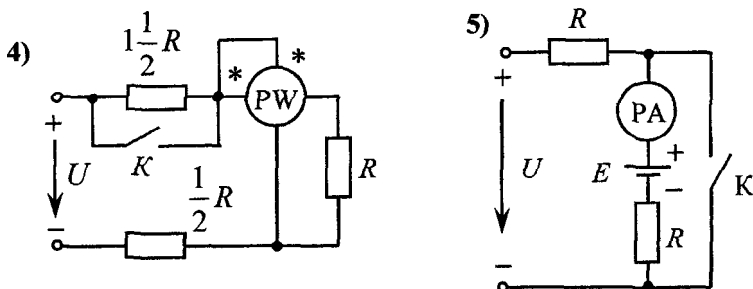 4)
1 1/2 R
*
*
PW
+
K
U
R
−
1/2 R
5)
R
+
PA
+
E
−
U
K
R
−